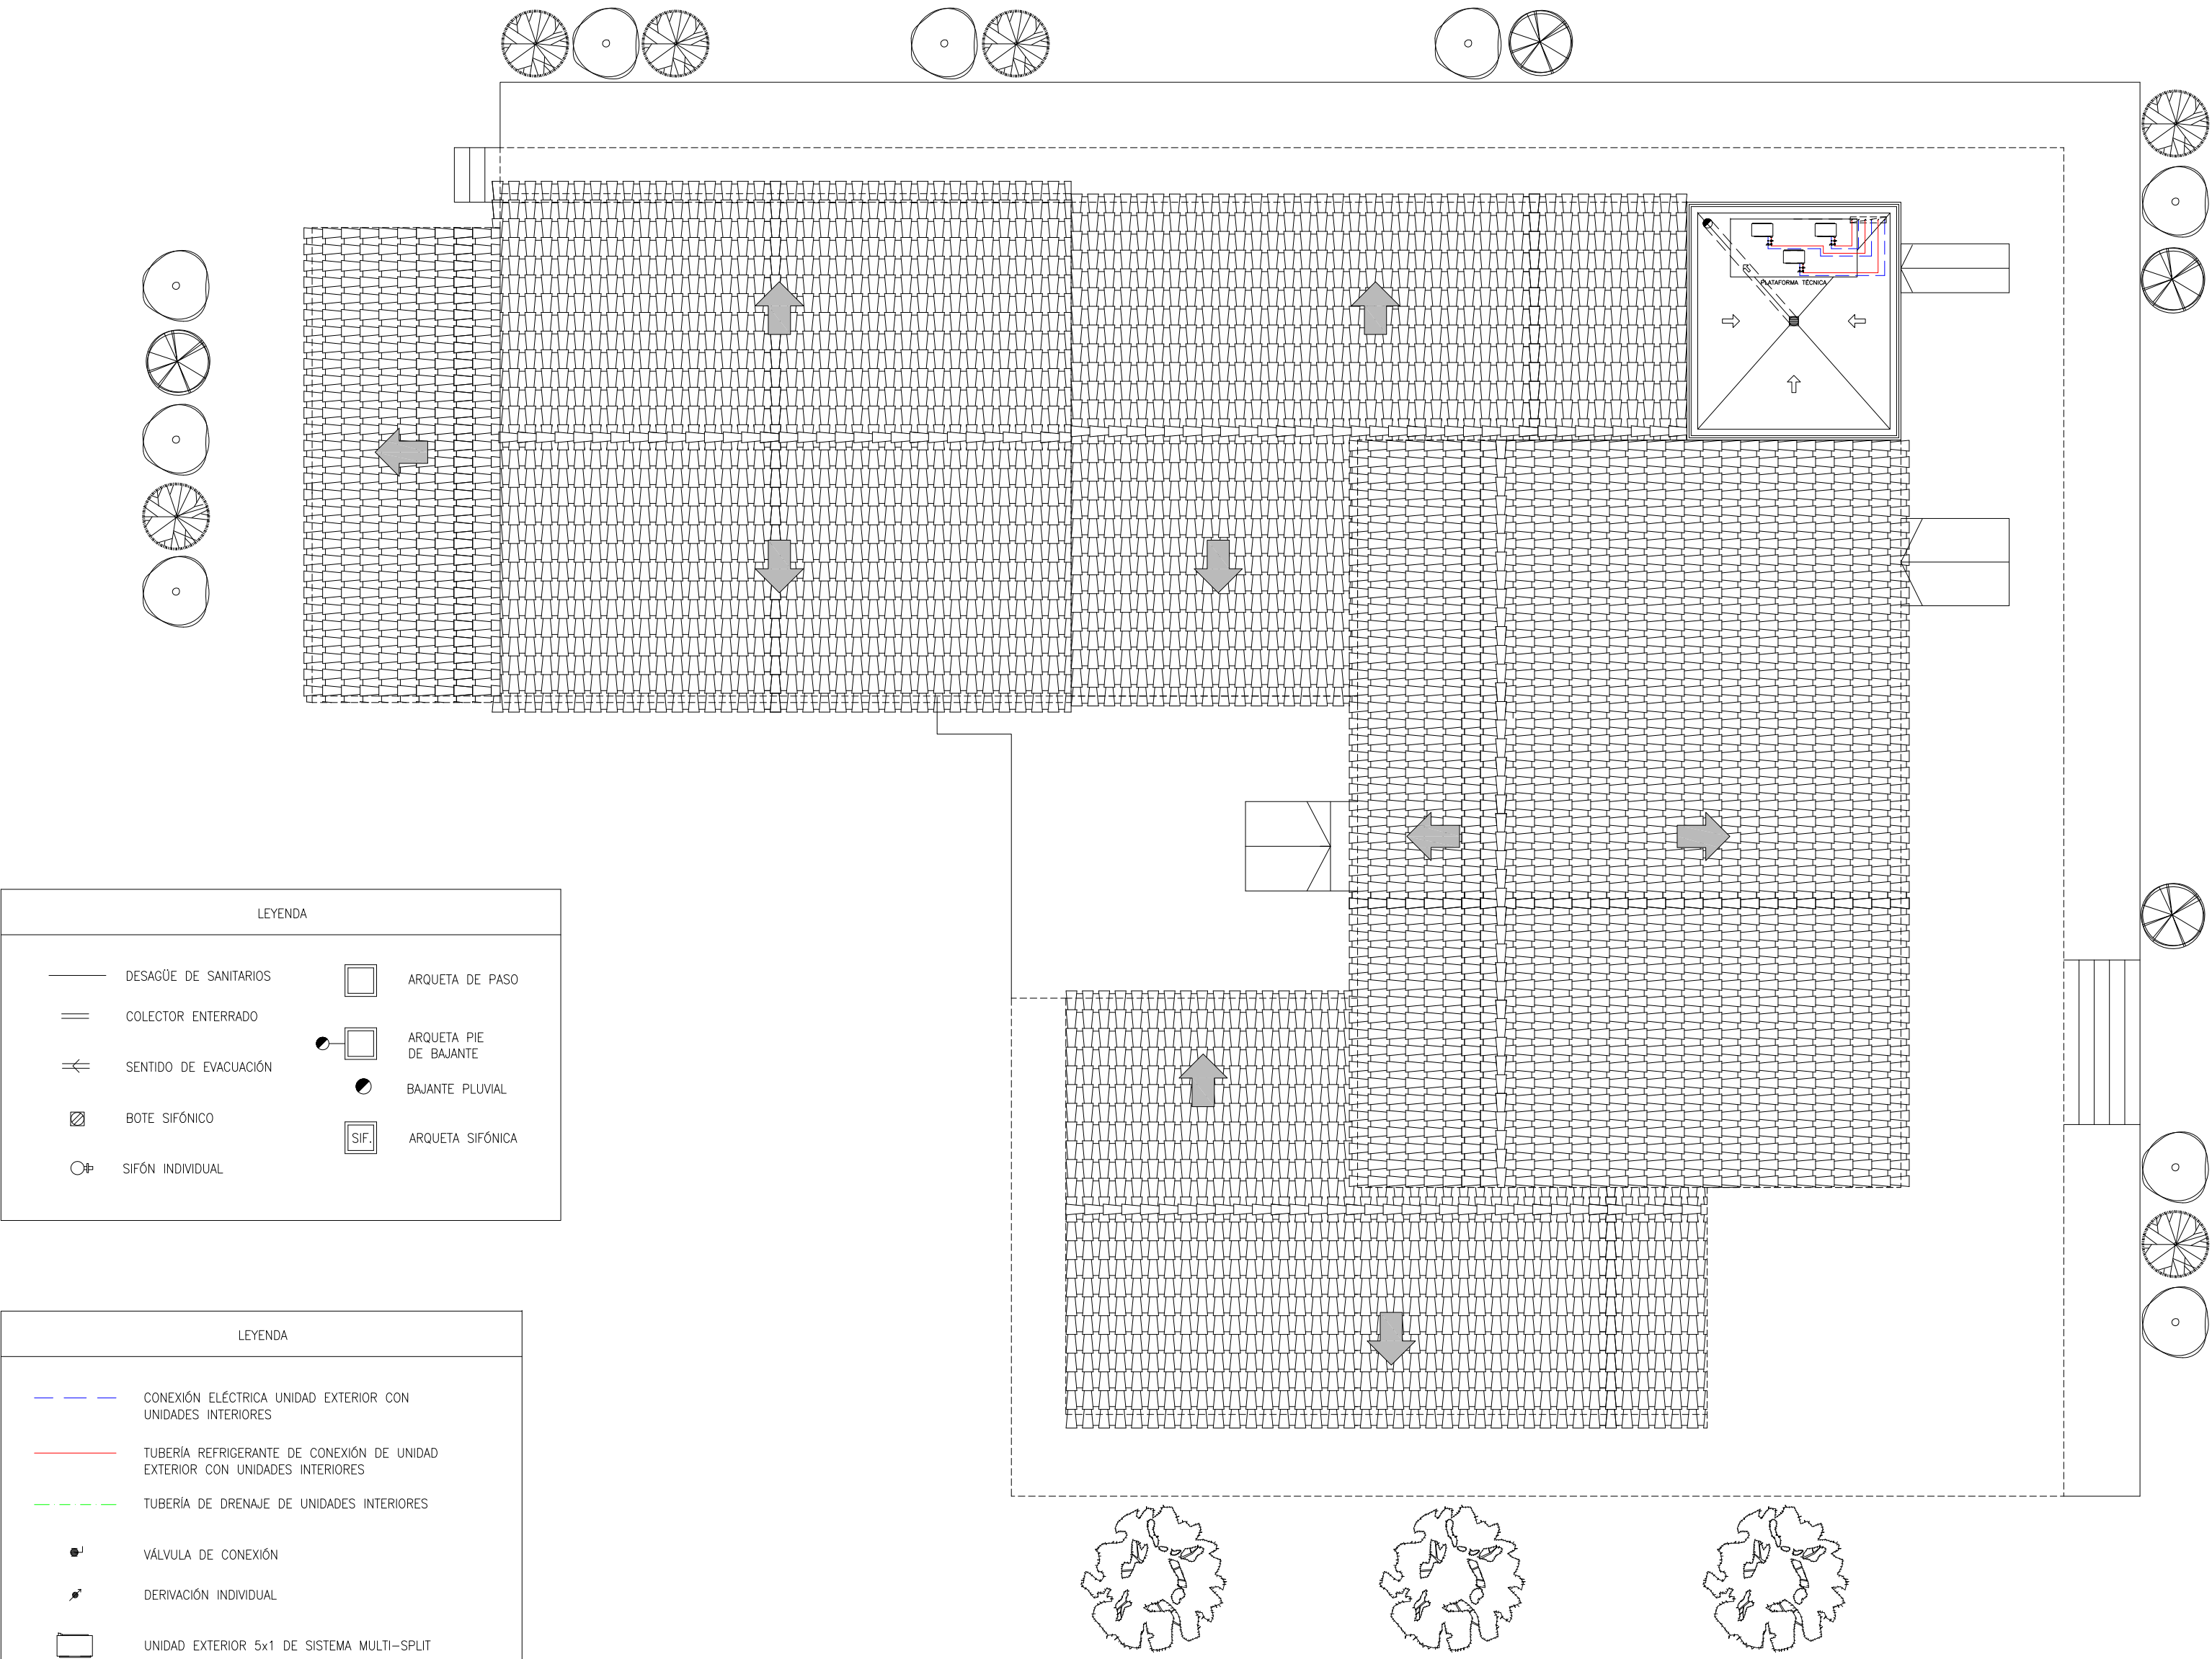 PLATAFORMA TÉCNICA
LEYENDA
DESAGÜE DE SANITARIOS
COLECTOR ENTERRADO
SENTIDO DE EVACUACIÓN
BOTE SIFÓNICO
SIFÓN INDIVIDUAL
ARQUETA DE PASO
ARQUETA PIE
DE BAJANTE
BAJANTE PLUVIAL
SIF.
ARQUETA SIFÓNICA
LEYENDA
CONEXIÓN ELÉCTRICA UNIDAD EXTERIOR CON
UNIDADES INTERIORES
TUBERÍA REFRIGERANTE DE CONEXIÓN DE UNIDAD
EXTERIOR CON UNIDADES INTERIORES
TUBERÍA DE DRENAJE DE UNIDADES INTERIORES
VÁLVULA DE CONEXIÓN
DERIVACIÓN INDIVIDUAL
UNIDAD EXTERIOR 5x1 DE SISTEMA MULTI-SPLIT